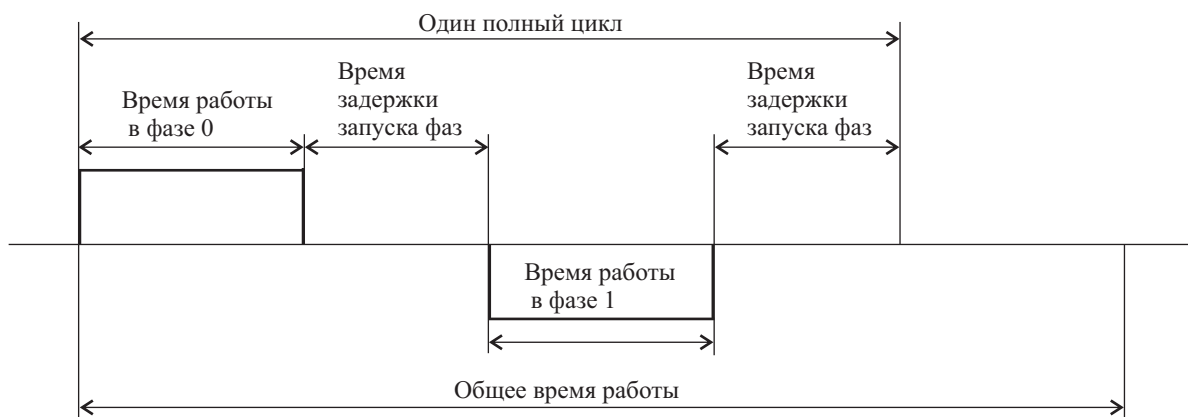 Один полный цикл
Время работы
в фазе 0
Время
задержки
запуска фаз
Время
задержки
запуска фаз
Время работы
в фазе 1
Общее время работы